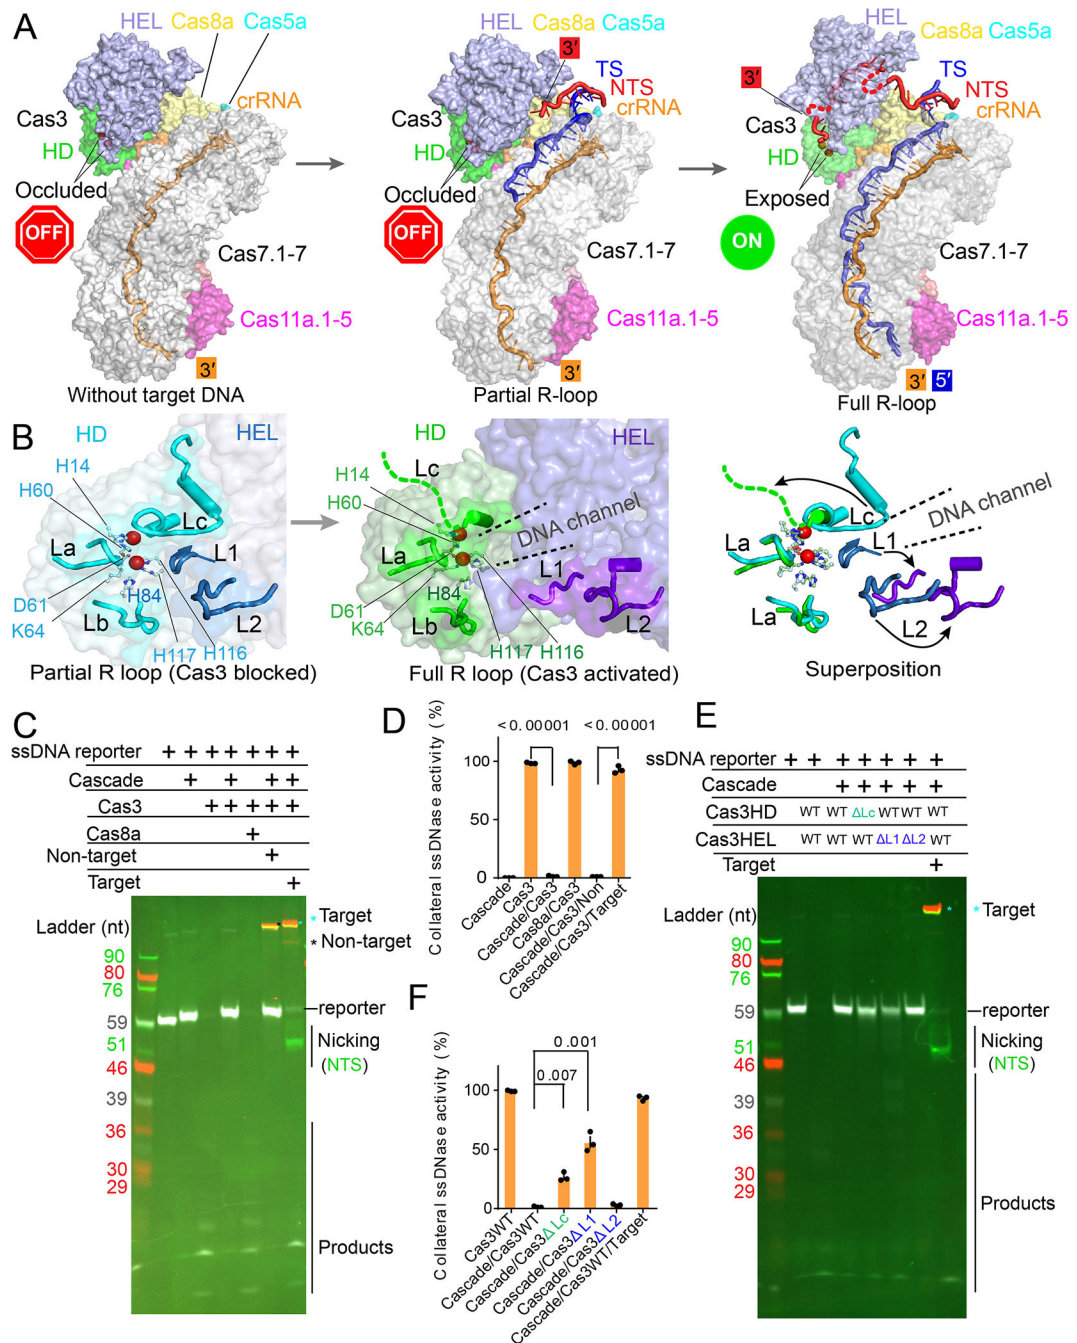 A
HEL Cas8a Cas5a
crRNA
Cas3
HD
Occluded
OFF
Cas7.1-7
Cas11a.1-5
3′
Without target DNA
HEL Cas8a Cas5a
3′
TS
NTS
crRNA
Cas3
HD
Occluded
OFF
Cas7.1-7
Cas11a.1-5
3′
Partial R-loop
HEL
Cas8a Cas5a
3′
TS
NTS
crRNA
Cas3
HD
Exposed
ON
Cas11a.1-5
3′ 5′
Full R-loop
B
HD HEL
H14
H60
Lc
La
L1
D61
H84
K64
Lb
L2
H117 H116
Partial R loop (Cas3 blocked)
HD HEL
Lc
H14
H60
DNA channel
La
L1
D61
H84
K64
Lb
L2
H117 H116
Full R loop (Cas3 activated)
Lc
DNA channel
L1
La
La
L2
Superposition
C
ssDNA reporter + + + + + + +
Cascade + + + +
Cas3 + + + + +
Cas8a +
Non-target +
Target +
Ladder (nt)
* Target
* Non-target
90
80
76
59
51
46
39
36
30
29
reporter
Nicking
(NTS)
Products
D
Collateral ssDNase activity (%)
<0.00001 <0.00001
100
50
0
Cascade
Cas3
Cascade/Cas3
Cas8a/Cas3
Cascade/Cas3/Non
Cascade/Cas3/Target
E
ssDNA reporter + + + + + + +
Cascade + + + + +
Cas3HD WT WT WT ΔLc WT WT WT
Cas3HEL WT WT WT ΔL1 ΔL2 WT
Target +
Ladder (nt)
* Target
90
80
76
59
51
46
39
36
30
29
reporter
Nicking
(NTS)
Products
F
Collateral ssDNase activity (%)
0.001
0.007
100
50
0
Cas3WT
Cascade/Cas3WT
Cascade/Cas3ΔLc
Cascade/Cas3ΔL1
Cascade/Cas3ΔL2
Cascade/Cas3WT/Target